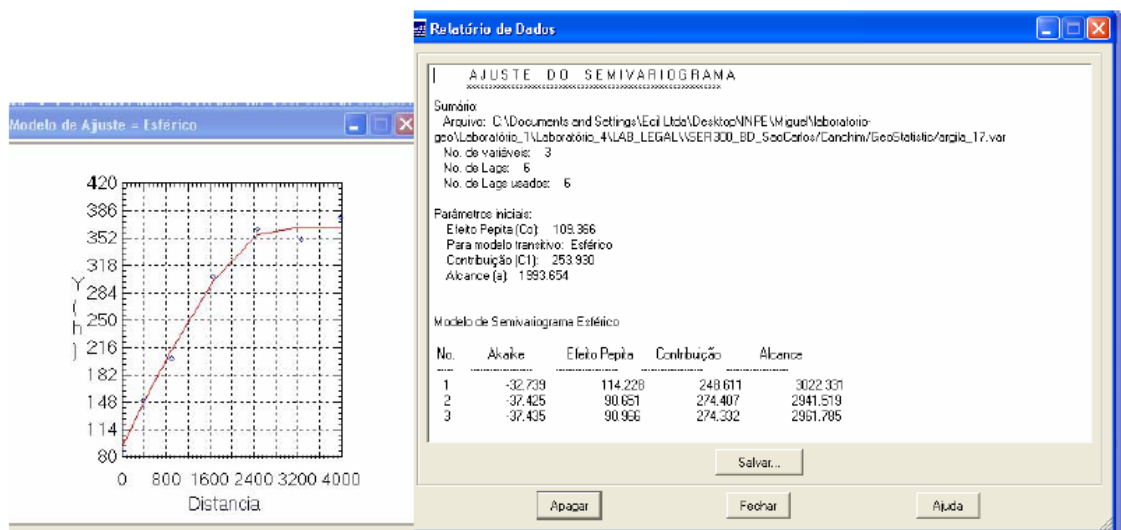 Modelo de Ajuste = Esférico
420
386
352
318
284
250
216
182
148
114
80
Y(h)
0 800 1600 2400 3200 4000
Distancia
Relatório de Dados
AJUSTE DO SEMIVARIOGRAMA
Sumário:
Arquivo: C:\Documents and Settings\Ecil Ltda\Desktop\INPE\Miguel\laboratorio-
geo\Laboratório_1\Laboratório_4\LAB_LEGAL\\SER300_BD_SaoCarlos/Canchim/GeoStatistic/argila_17.var
No. de variáveis: 3
No. de Lags: 6
No. de Lags usados: 6
Parâmetros iniciais:
Efeito Pepita (Co): 109.366
Para modelo transitivo: Esférico
Contribuição (C1): 253.930
Alcance (a): 1993.654
Modelo de Semivariograma Esférico
No. Akaike Efeito Pepita Contribuição Alcance
1 -32.739 114.228 248.611 3022.331
2 -37.425 90.651 274.407 2941.519
3 -37.435 90.966 274.332 2961.785
Salvar...
Apagar Fechar Ajuda